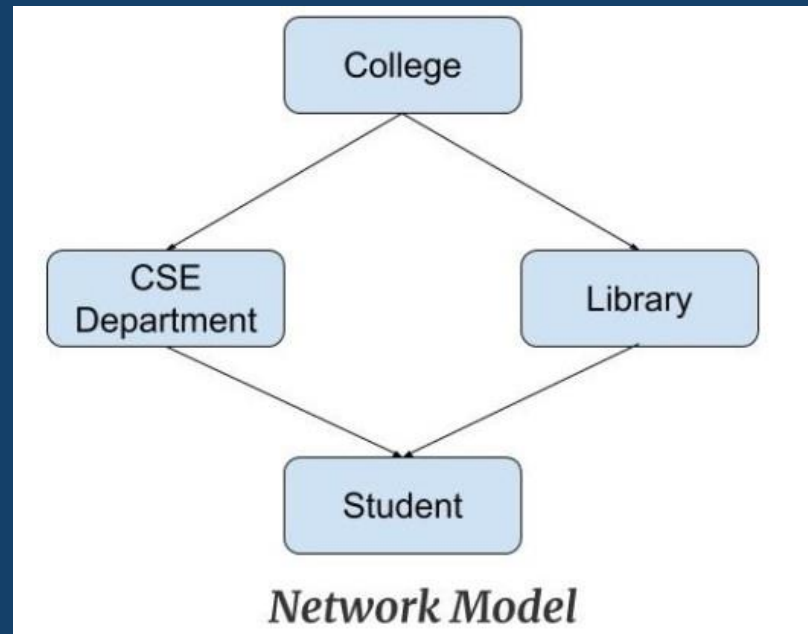 College
CSE
Department
Library
Student
Network Model